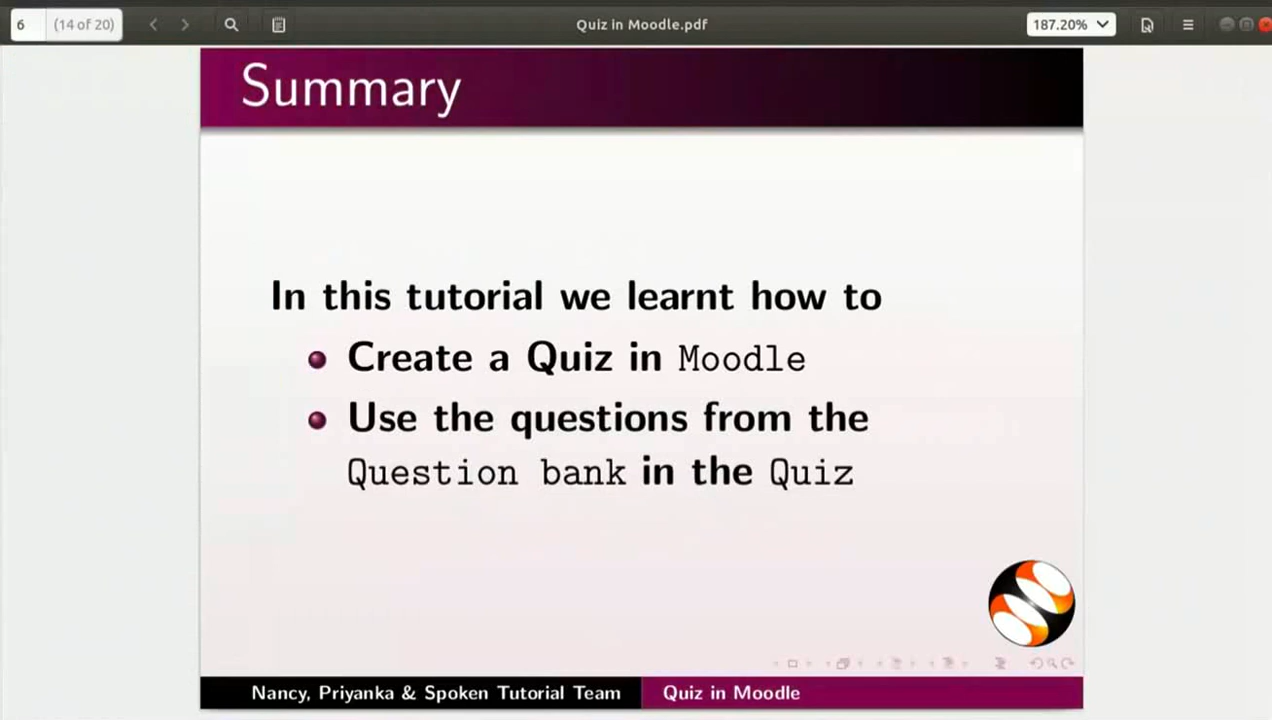 6 (14 of 20) Quiz in Moodle.pdf 187.20%
Summary
In this tutorial we learnt how to
Create a Quiz in Moodle
Use the questions from the
Question bank in the Quiz
Nancy, Priyanka & Spoken Tutorial Team Quiz in Moodle